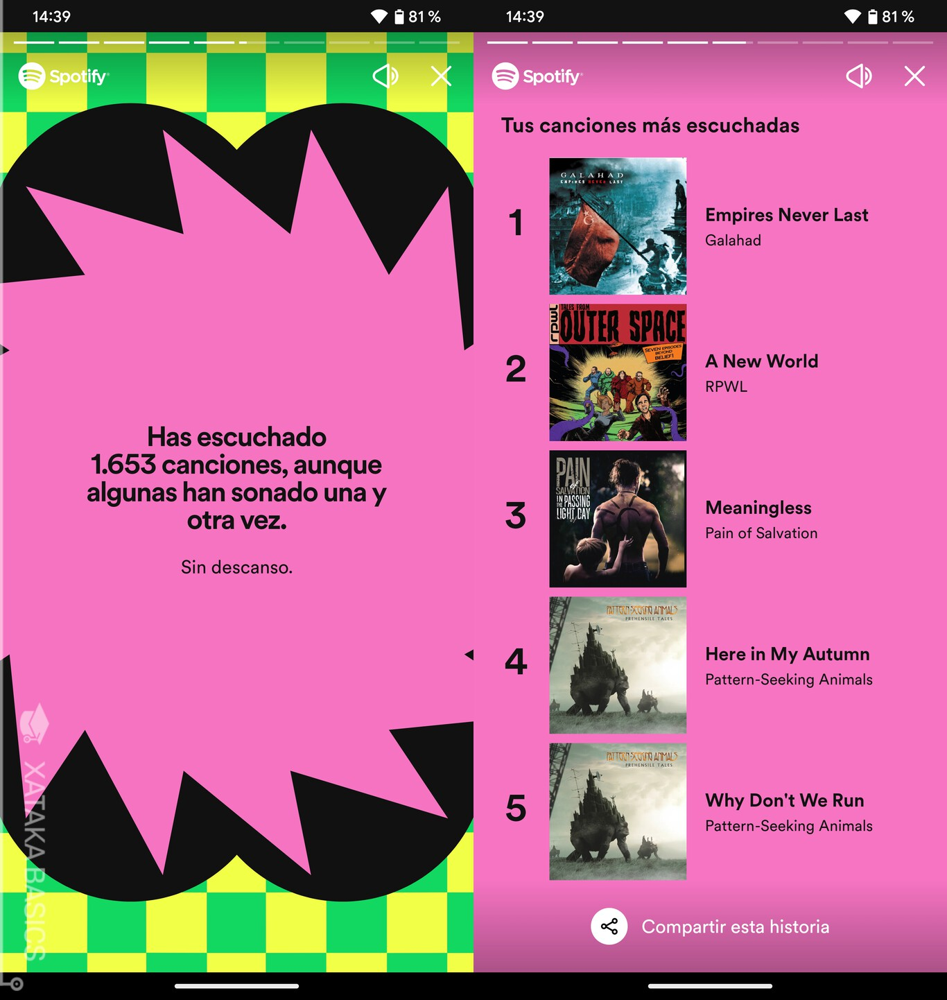 14:39
81 %
Spotify
Has escuchado
1.653 canciones, aunque
algunas han sonado una y
otra vez.
Sin descanso.
XATAKA BASICS
14:39
81 %
Spotify
Tus canciones más escuchadas
1
GALAHAD
EMPIRES NEVER LAST
Empires Never Last
Galahad
2
rpwl
TALES FROM
OUTER SPACE
SEVEN EPISODES
BEYOND
BELIEF!
A New World
RPWL
3
PAIN
of
SALVATION
IN THE PASSING
LIGHT of DAY
Meaningless
Pain of Salvation
4
PATTERN-SEEKING ANIMALS
PREHENSILE TALES
Here in My Autumn
Pattern-Seeking Animals
5
PATTERN-SEEKING ANIMALS
PREHENSILE TALES
Why Don't We Run
Pattern-Seeking Animals
Compartir esta historia